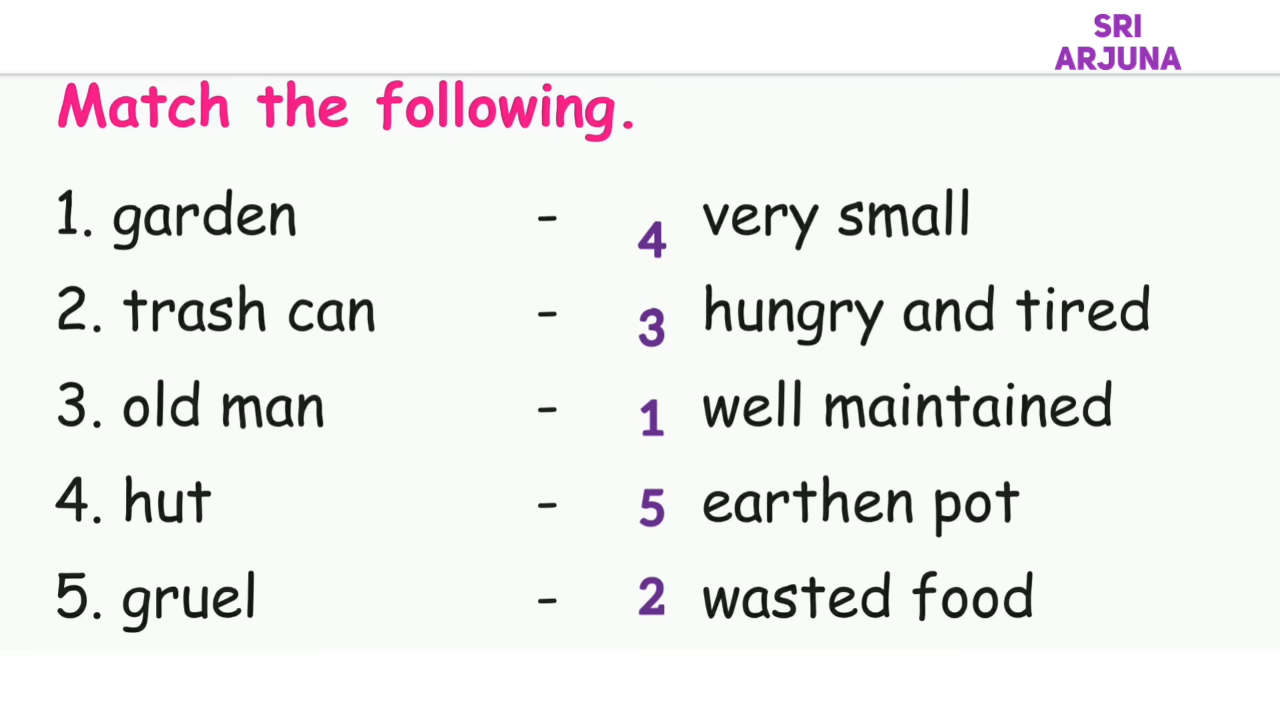 SRI
ARJUNA
Match the following.
1. garden - 4 very small
2. trash can - 3 hungry and tired
3. old man - 1 well maintained
4. hut - 5 earthen pot
5. gruel - 2 wasted food